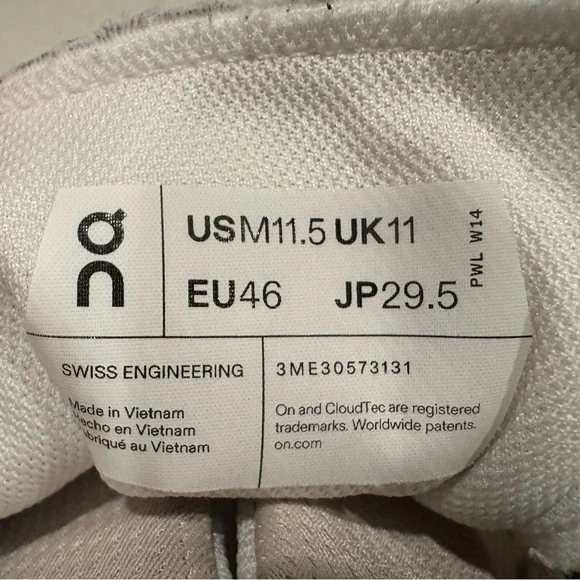 on
USM11.5 UK11
EU46 JP29.5
PWL W14
SWISS ENGINEERING
Made in Vietnam
Hecho en Vietnam
Fabriqué au Vietnam
3ME30573131
On and CloudTec are registered
trademarks. Worldwide patents.
on.com